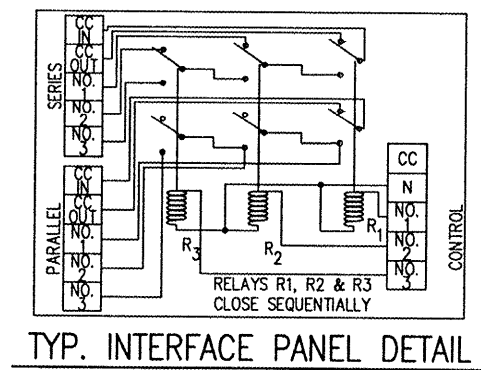 SERIES
CC
IN
CC
OUT
NO.
1
NO.
2
NO.
3
PARALLEL
CC
IN
CC
OUT
NO.
1
NO.
2
NO.
3
P
P
R3
R2
R1
CC
N
NO.
1
NO.
2
NO.
3
CONTROL
RELAYS R1, R2 & R3
CLOSE SEQUENTIALLY
TYP. INTERFACE PANEL DETAIL